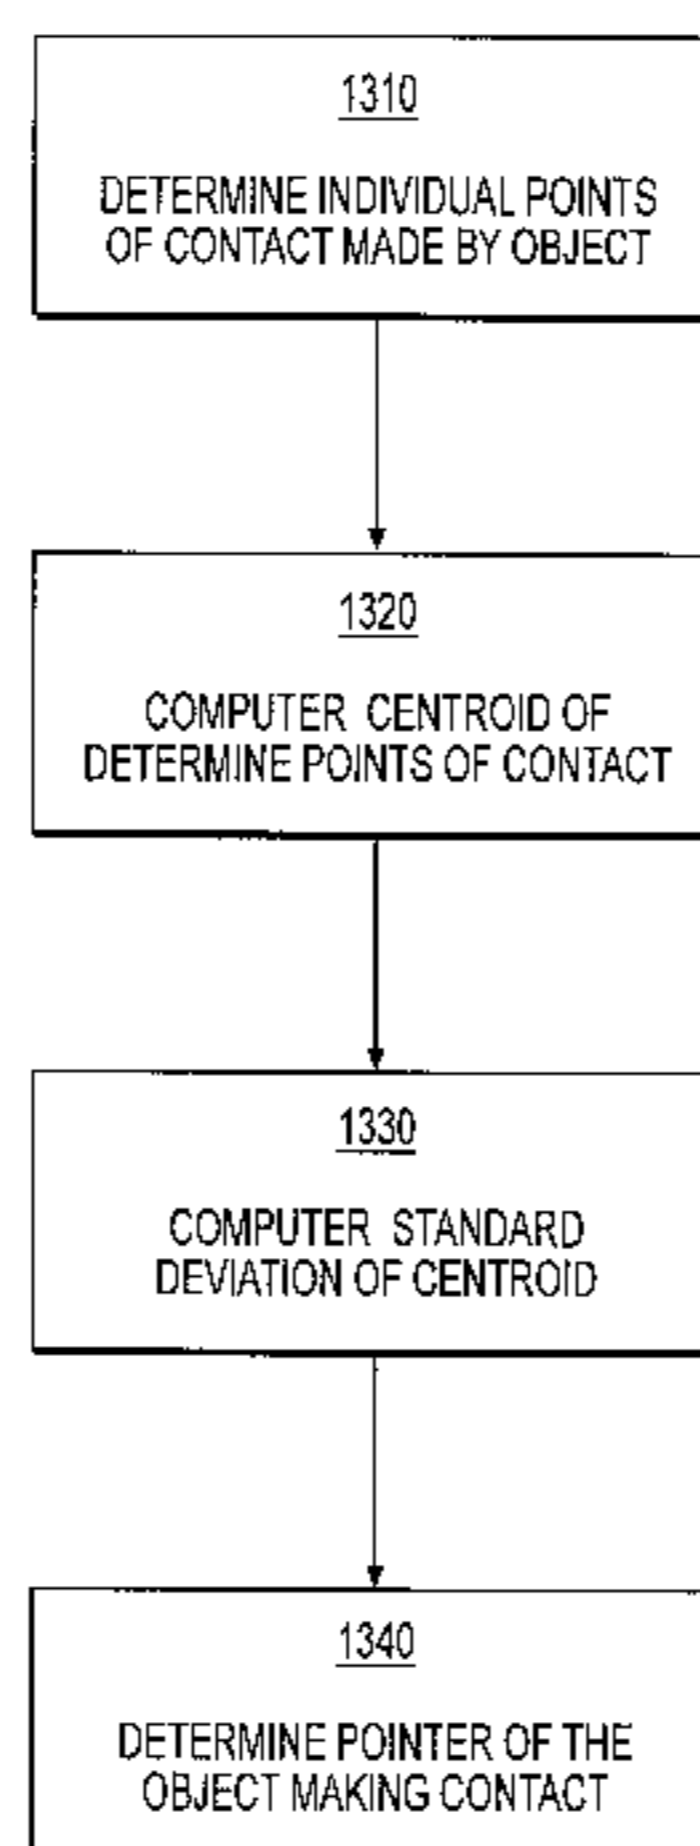 1310
DETERMINE INDIVIDUAL POINTS
OF CONTACT MADE BY OBJECT
1320
COMPUTER CENTROID OF
DETERMINE POINTS OF CONTACT
1330
COMPUTER STANDARD
DEVIATION OF CENTROID
1340
DETERMINE POINTER OF THE
OBJECT MAKING CONTACT